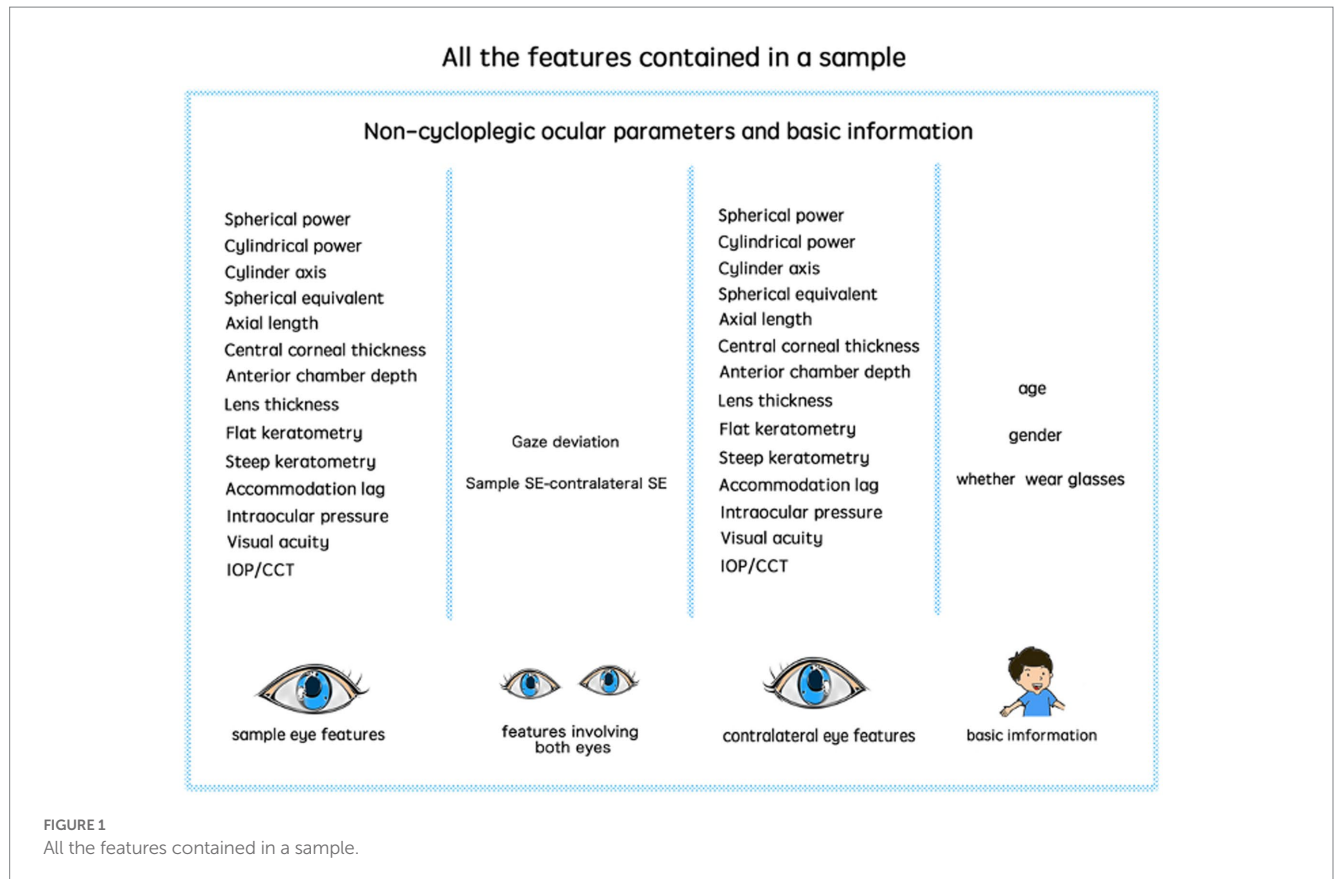 All the features contained in a sample
Non-cycloplegic ocular parameters and basic information
Spherical power
Cylindrical power
Cylinder axis
Spherical equivalent
Axial length
Central corneal thickness
Anterior chamber depth
Lens thickness
Flat keratometry
Steep keratometry
Accommodation lag
Intraocular pressure
Visual acuity
IOP/CCT
sample eye features
Gaze deviation
Sample SE-contralateral SE
features involving
both eyes
Spherical power
Cylindrical power
Cylinder axis
Spherical equivalent
Axial length
Central corneal thickness
Anterior chamber depth
Lens thickness
Flat keratometry
Steep keratometry
Accommodation lag
Intraocular pressure
Visual acuity
IOP/CCT
contralateral eye features
age
gender
whether wear glasses
basic imformation
FIGURE 1
All the features contained in a sample.